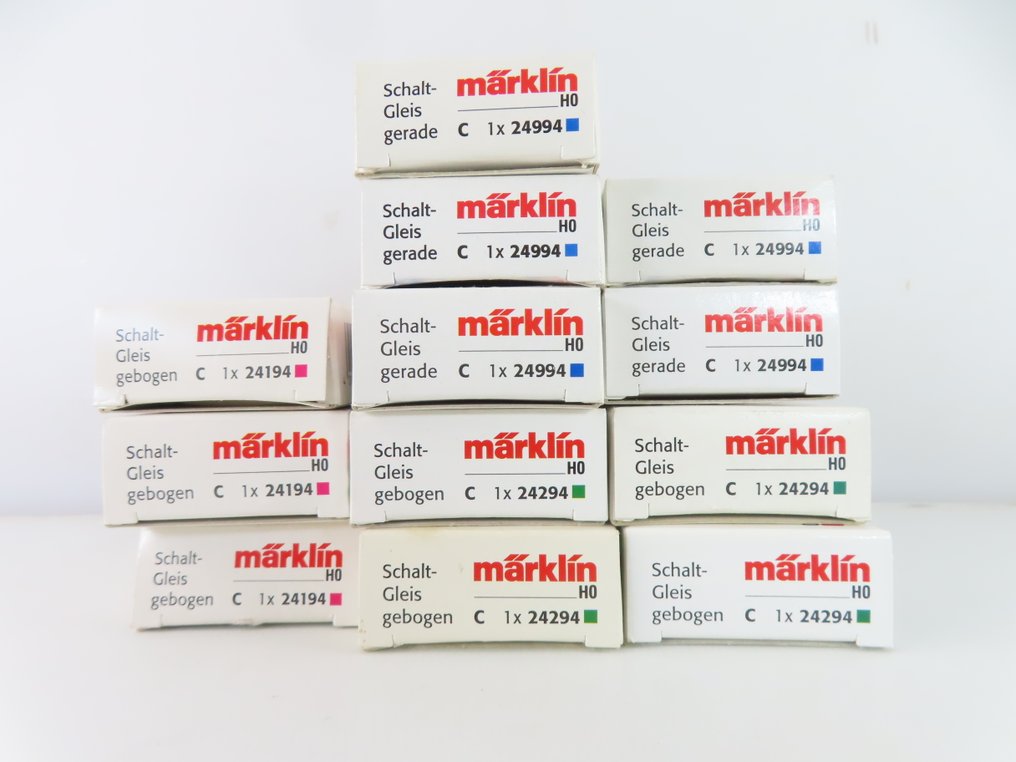 Schalt-
Gleis
gerade
märklin
H0
C 1x 24994
Schalt-
Gleis
gerade
märklin
H0
C 1x 24994
Schalt-
Gleis
gerade
märklin
H0
C 1x 24994
Schalt-
Gleis
gebogen
märklin
H0
C 1x 24194
Schalt-
Gleis
gerade
märklin
H0
C 1x 24994
Schalt-
Gleis
gerade
märklin
H0
C 1x 24994
Schalt-
Gleis
gebogen
märklin
H0
C 1x 24194
Schalt-
Gleis
gebogen
märklin
H0
C 1x 24294
Schalt-
Gleis
gebogen
märklin
H0
C 1x 24294
Schalt-
Gleis
gebogen
märklin
H0
C 1x 24194
Schalt-
Gleis
gebogen
märklin
H0
C 1x 24294
Schalt-
Gleis
gebogen
märklin
H0
C 1x 24294